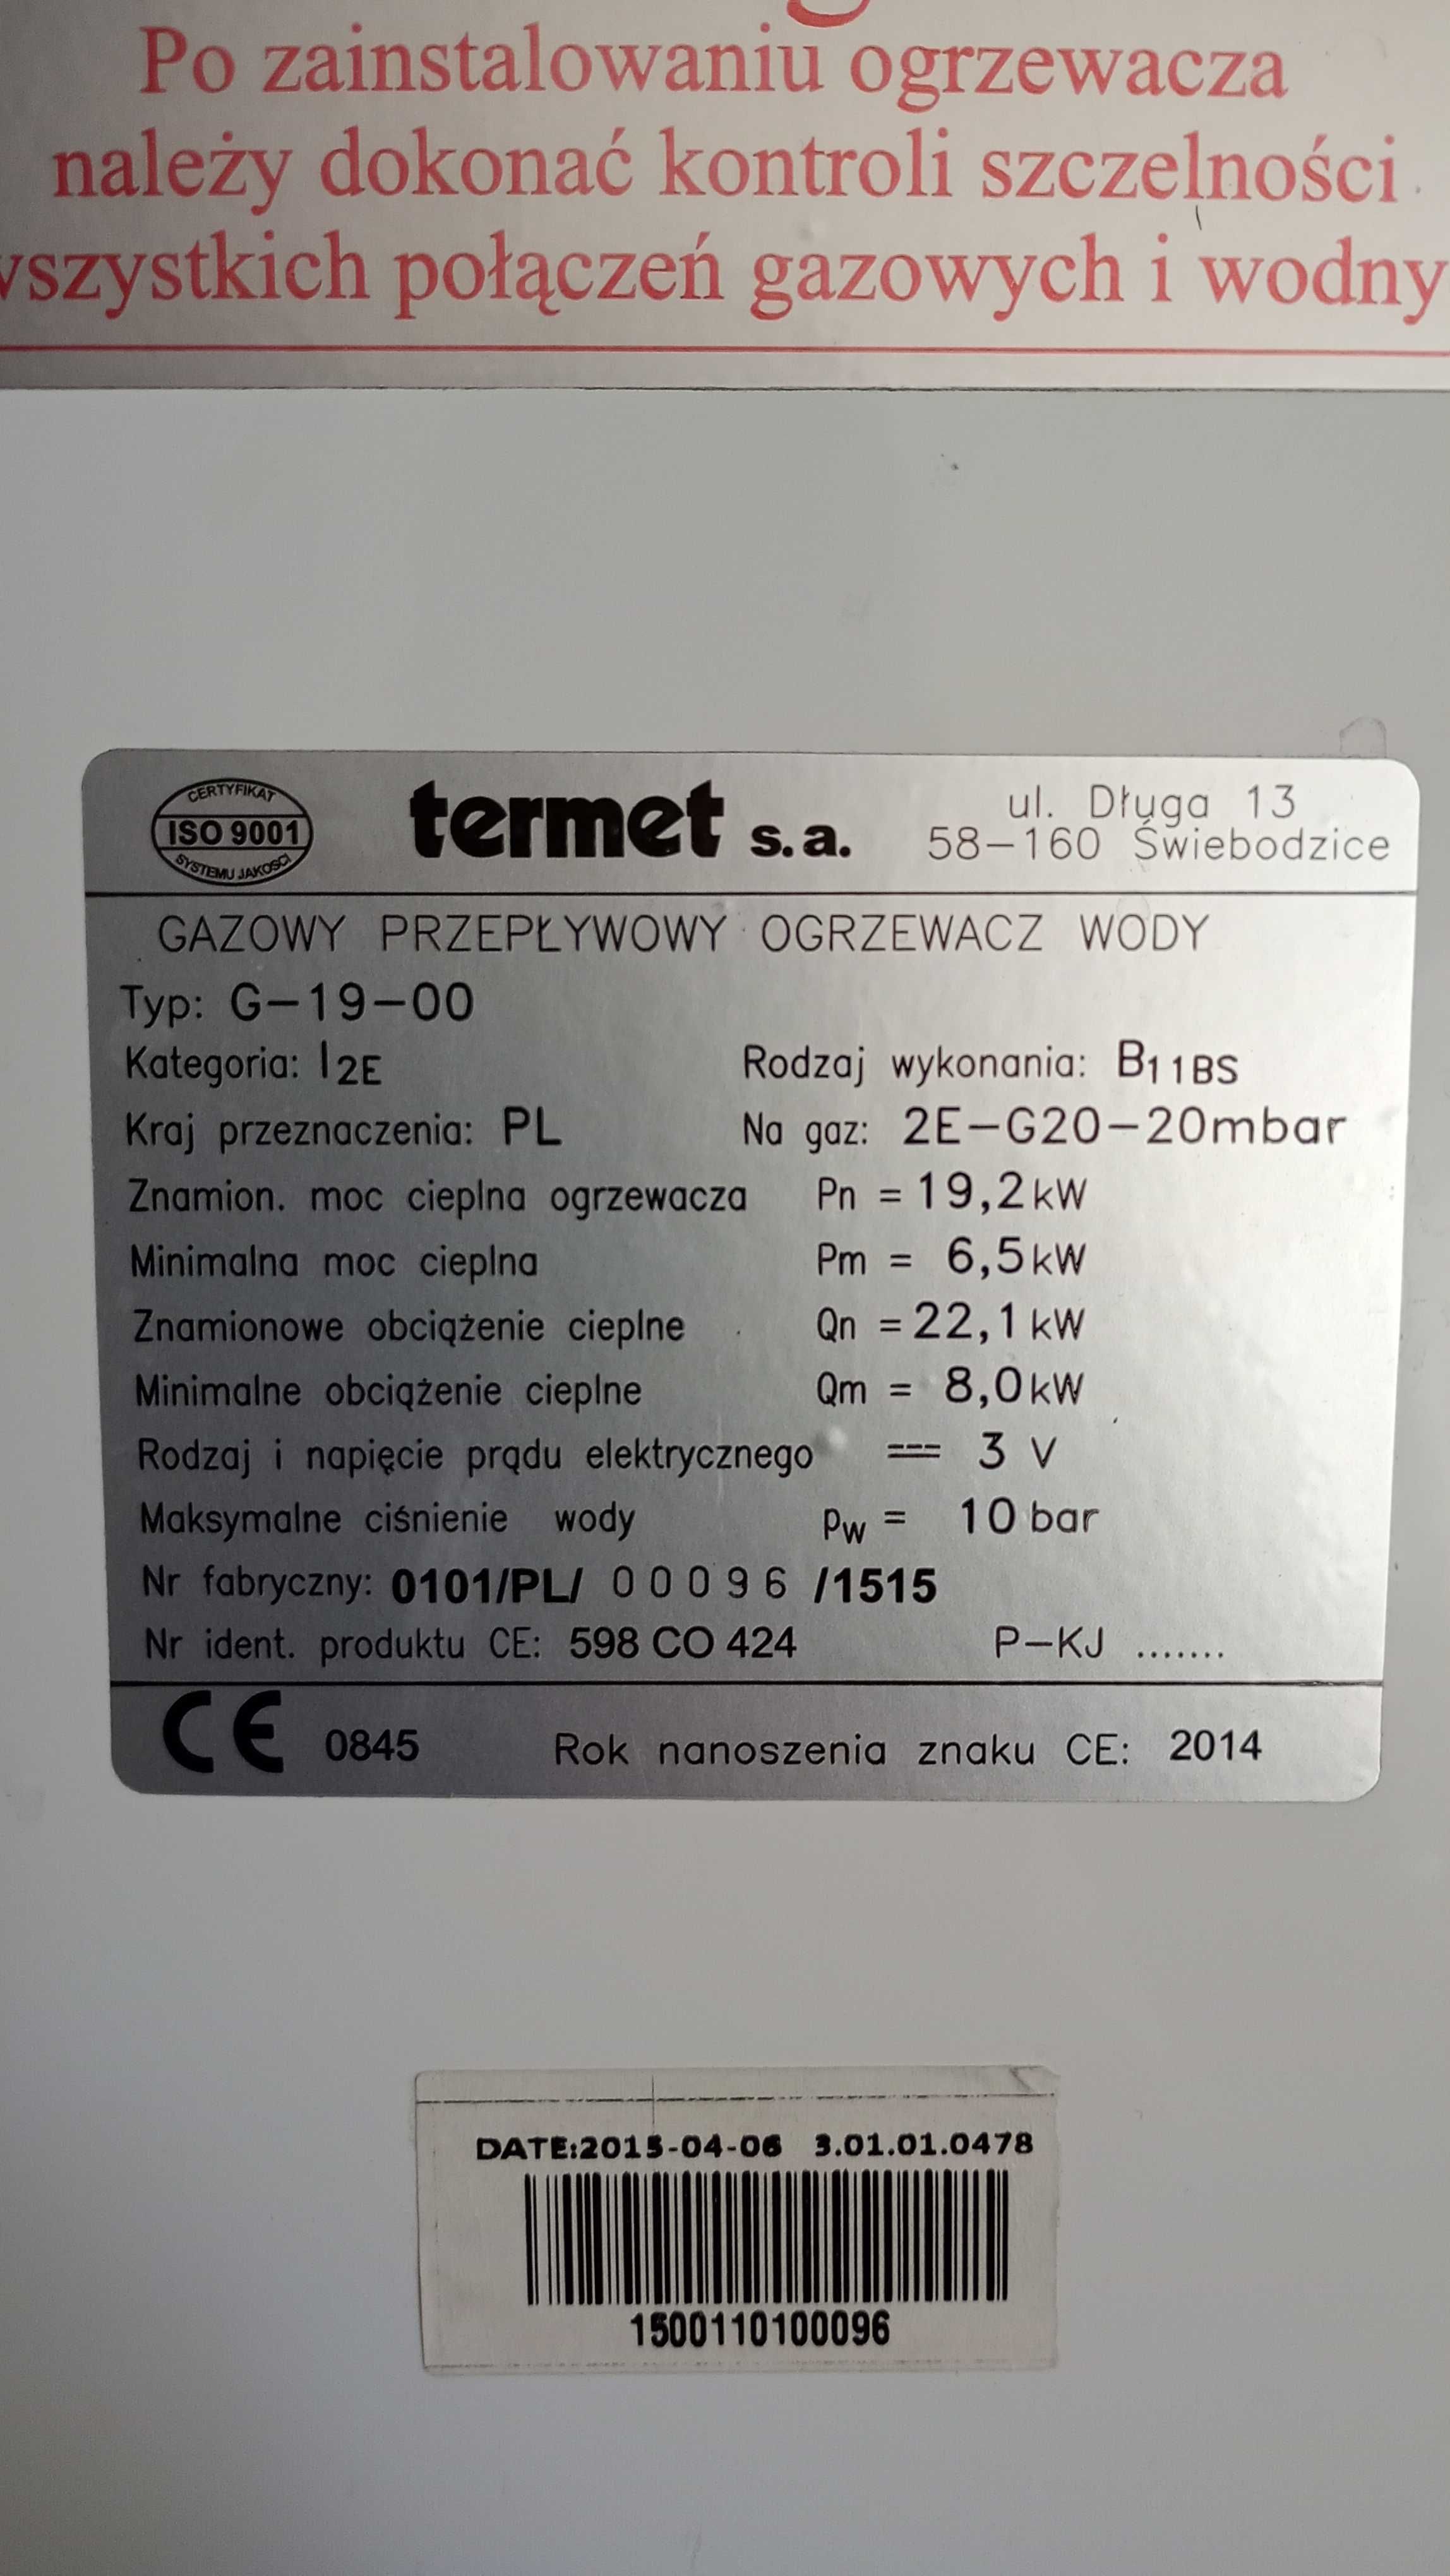 Po zainstalowaniu ogrzewacza
należy dokonać kontroli szczelności
wszystkich połączeń gazowych i wodny
CERTYFIKAT
ISO 9001
SYSTEMU JAKOŚCI
termet s.a.
ul. Długa 13
58-160 Świebodzice
GAZOWY PRZEPŁYWOWY OGRZEWACZ WODY
Typ: G-19-00
Kategoria: I2E Rodzaj wykonania: B11BS
Kraj przeznaczenia: PL Na gaz: 2E-G20-20mbar
Znamion. moc cieplna ogrzewacza Pn = 19,2 kW
Minimalna moc cieplna Pm = 6,5 kW
Znamionowe obciążenie cieplne Qn = 22,1 kW
Minimalne obciążenie cieplne Qm = 8,0 kW
Rodzaj i napięcie prądu elektrycznego ⎓ 3 V
Maksymalne ciśnienie wody pw = 10 bar
Nr fabryczny: 0101/PL/ 00096 /1515
Nr ident. produktu CE: 598 CO 424 P-KJ .......
CE 0845 Rok nanoszenia znaku CE: 2014
DATE:2015-04-06 3.01.01.0478
1500110100096